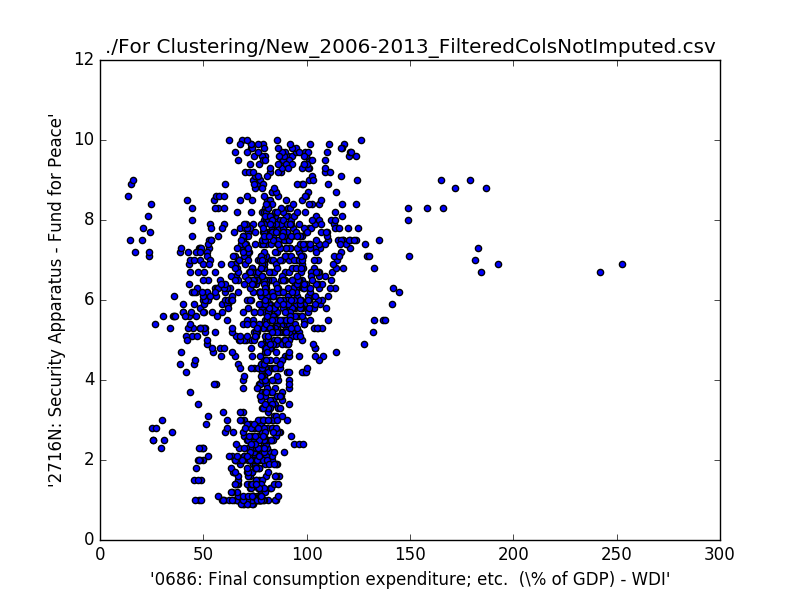 ./For Clustering/New_2006-2013_FilteredColsNotImputed.csv
'2716N: Security Apparatus - Fund for Peace'
12
10
8
6
4
2
0
0 50 100 150 200 250 300
'0686: Final consumption expenditure; etc.  (\% of GDP) - WDI'